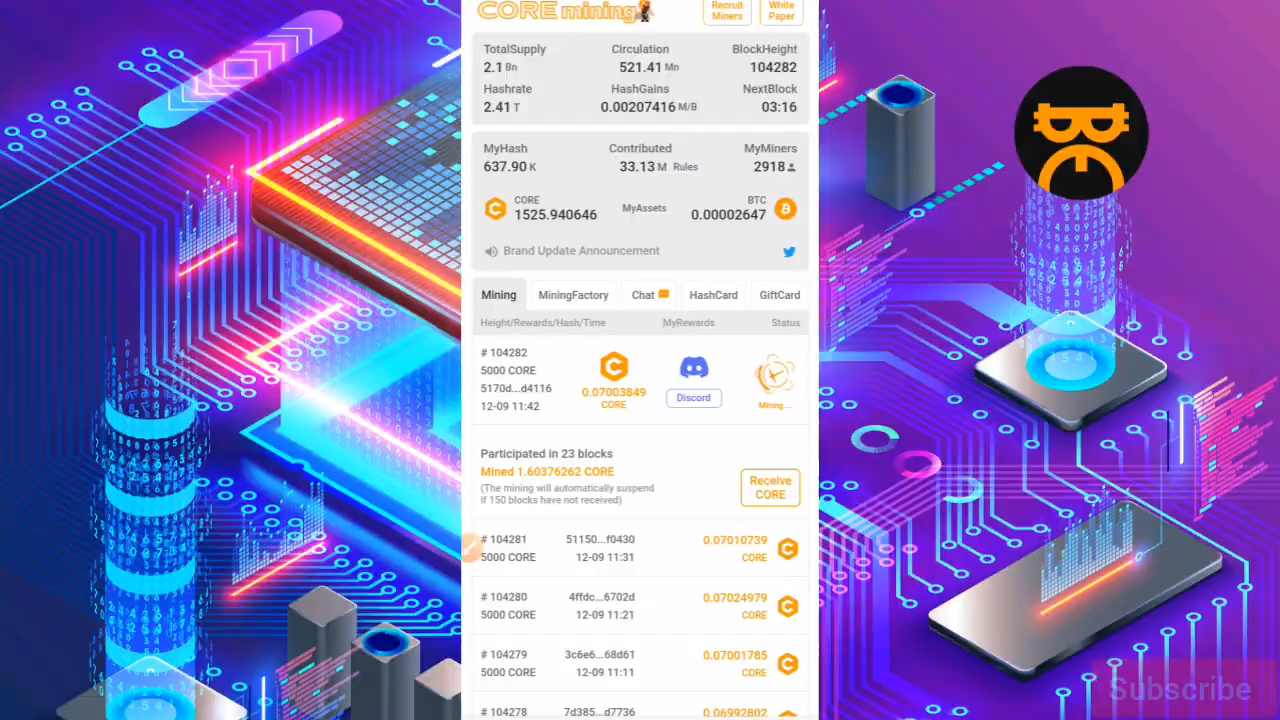 CORE mining
Recruit Miners
White Paper
TotalSupply Circulation BlockHeight
2.1 Bn 521.41 Mn 104282
Hashrate HashGains NextBlock
2.41 T 0.00207416 M/B 03:16
MyHash Contributed MyMiners
637.90 K 33.13 M Rules 2918
CORE 1525.940646 MyAssets BTC 0.00002647
Brand Update Announcement
Mining MiningFactory Chat HashCard GiftCard
Height/Rewards/Hash/Time MyRewards Status
# 104282
5000 CORE
5170d...d4116
12-09 11:42
0.07003849
CORE
Discord
Mining...
Participated in 23 blocks
Mined 1.60376262 CORE
(The mining will automatically suspend
if 150 blocks have not received)
Receive
CORE
# 104281 51150...f0430 0.07010739
5000 CORE 12-09 11:31 CORE
# 104280 4ffdc...6702d 0.07024979
5000 CORE 12-09 11:21 CORE
# 104279 3c6e6...68d61 0.07001785
5000 CORE 12-09 11:11 CORE
# 104278 7d385...d7736 0.06992802
Subscribe